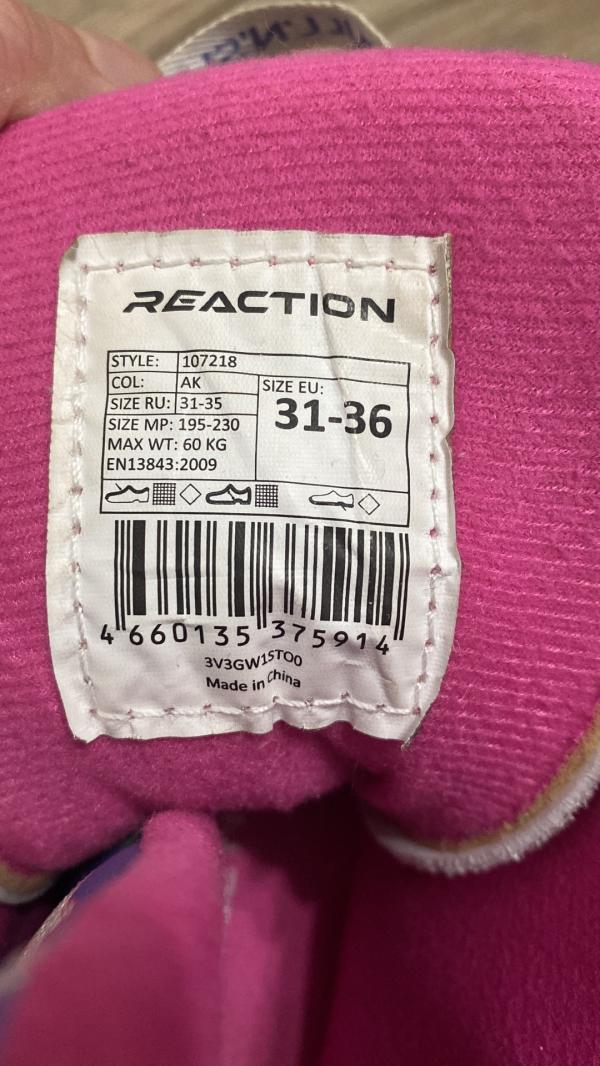 REACTION
STYLE: 107218
COL: AK
SIZE RU: 31-35
SIZE EU:
31-36
SIZE MP: 195-230
MAX WT: 60 KG
EN13843:2009
4 660135 375914
3V3GW1STO0
Made in China